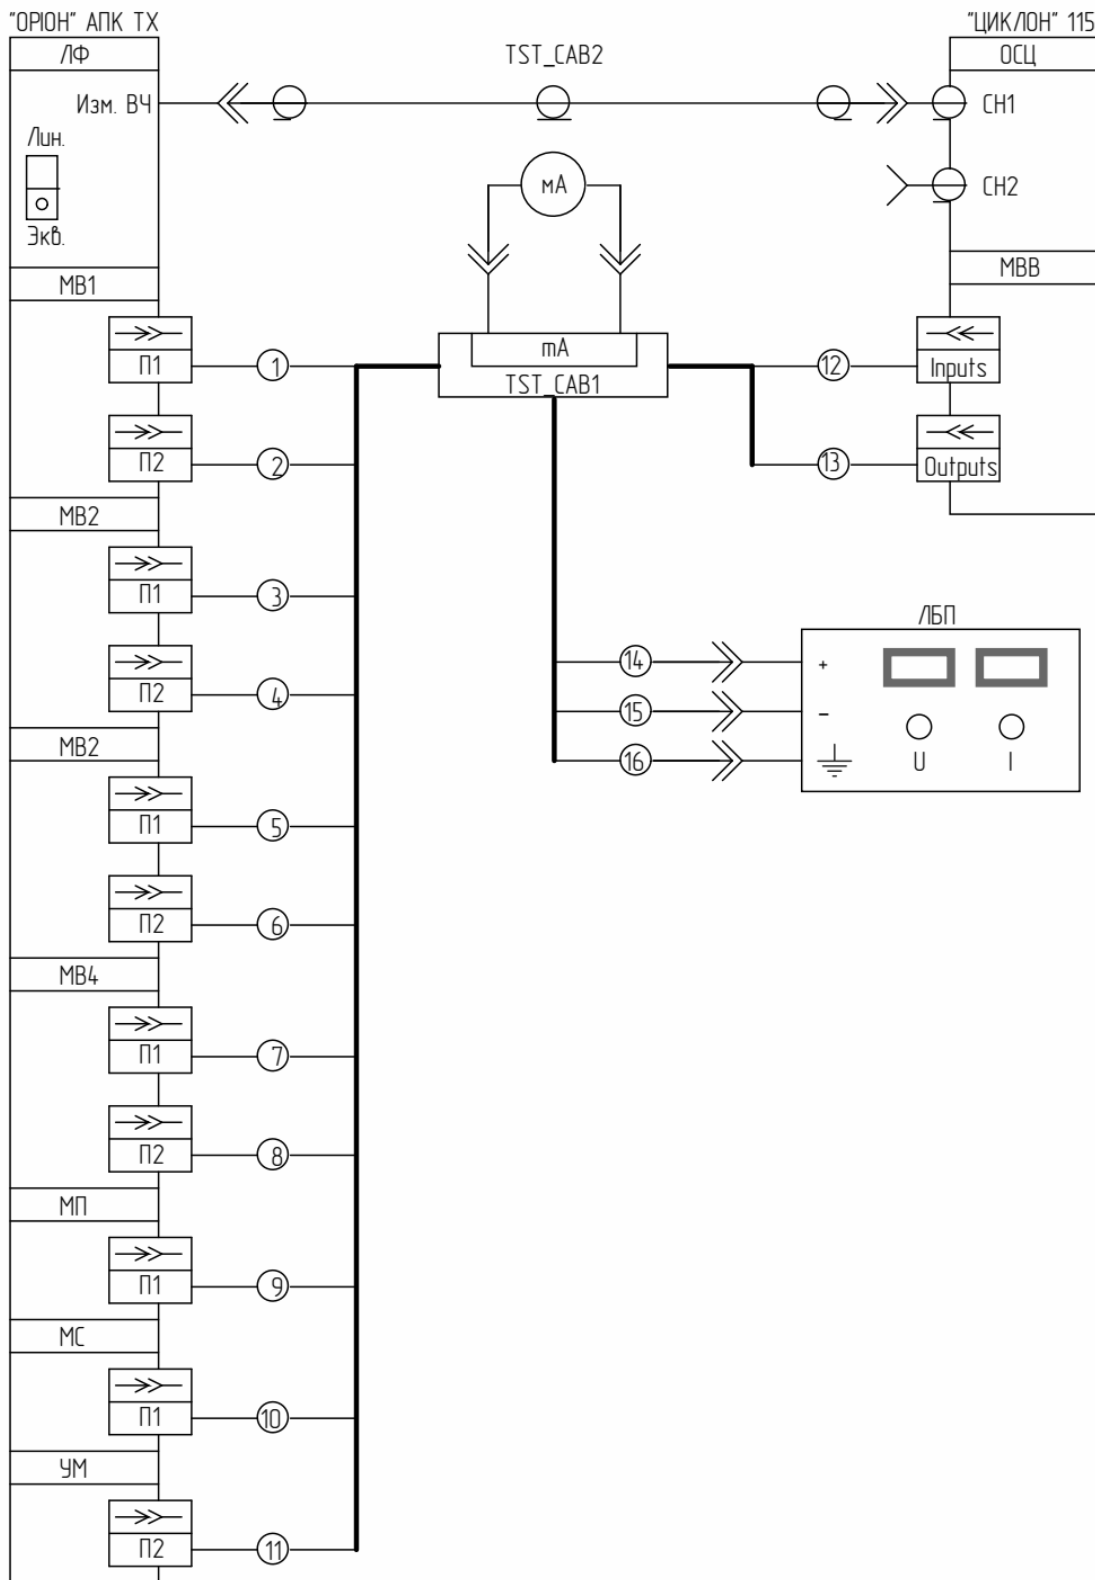 "ОРІОН" АПК ТХ
"ЦИКЛОН" 115
ЛФ
TST_CAB2
ОСЦ
Изм. ВЧ
CH1
Лин.
мА
CH2
Экв.
МВВ
МВ1
mA
П1
1
TST_CAB1
12
Inputs
П2
2
13
Outputs
МВ2
П1
3
ЛБП
П2
4
14
+
15
−
МВ2
16
U
I
П1
5
П2
6
МВ4
П1
7
П2
8
МП
П1
9
МС
П1
10
УМ
П2
11